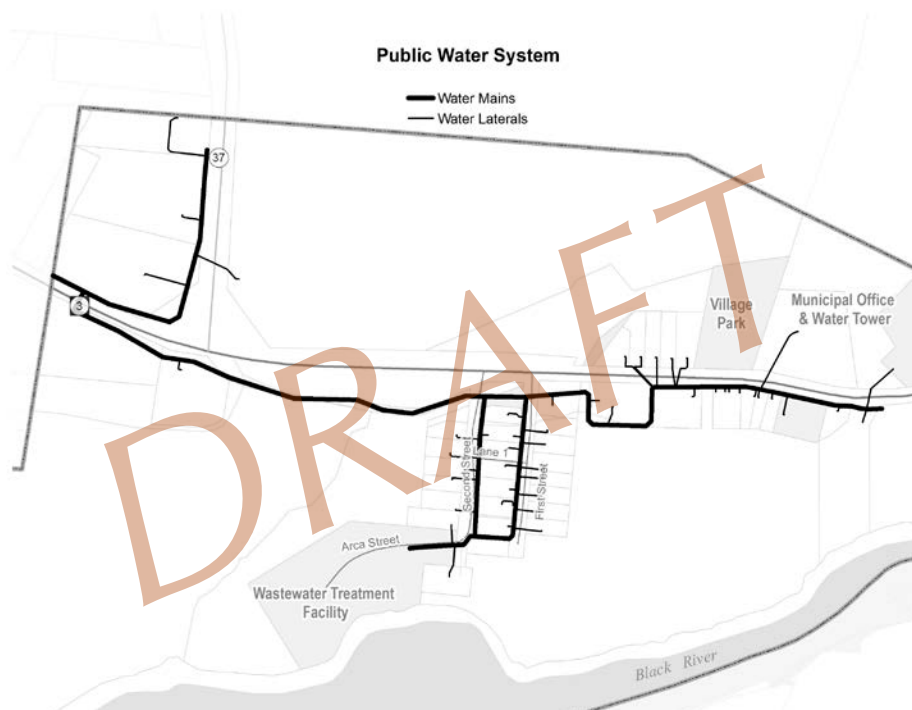 Public Water System
Water Mains
Water Laterals
37
3
DRAFT
Village
Park
Municipal Office
& Water Tower
Second Street
Lane 1
First Street
Arca Street
Wastewater Treatment
Facility
Black River